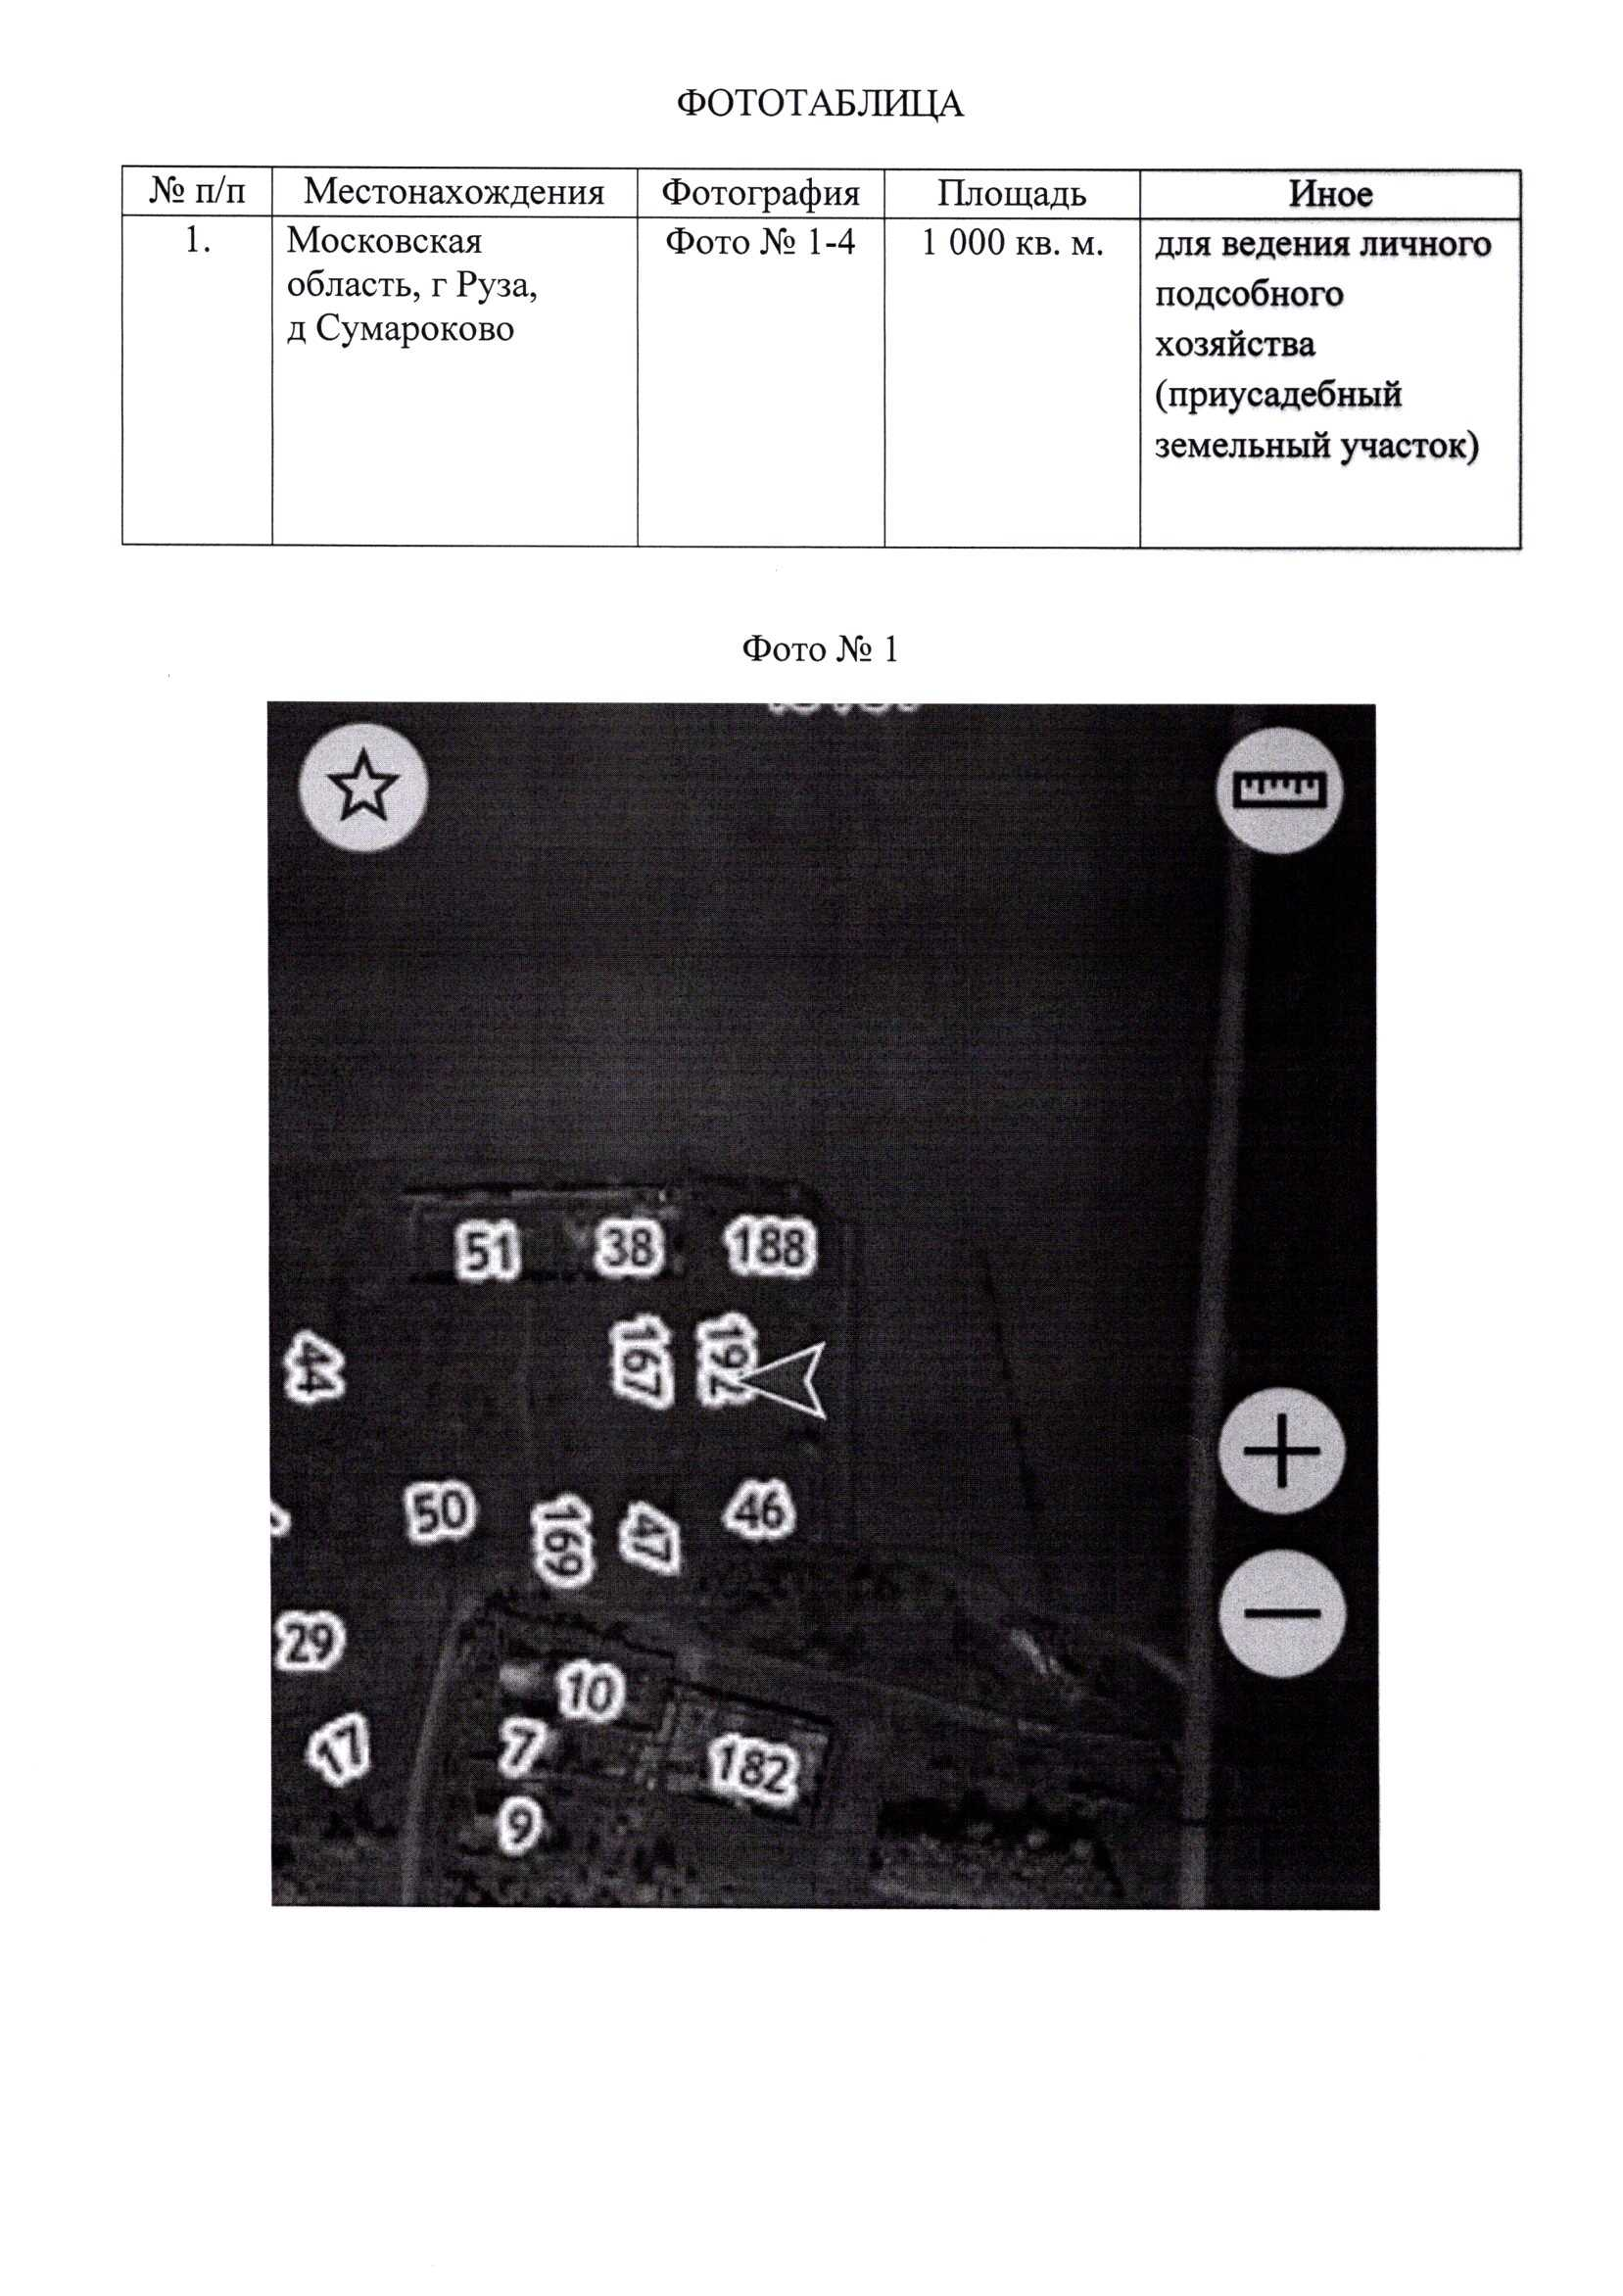 ФОТОТАБЛИЦА
№ п/п Местонахождения Фотография Площадь Иное
1. Московская область, г Руза, д Сумароково Фото № 1-4 1 000 кв. м. для ведения личного
подсобного
хозяйства
(приусадебный
земельный участок)
Фото № 1
51 38 188
44 167 192
50 169 47 46
29
10
17 7 182
9